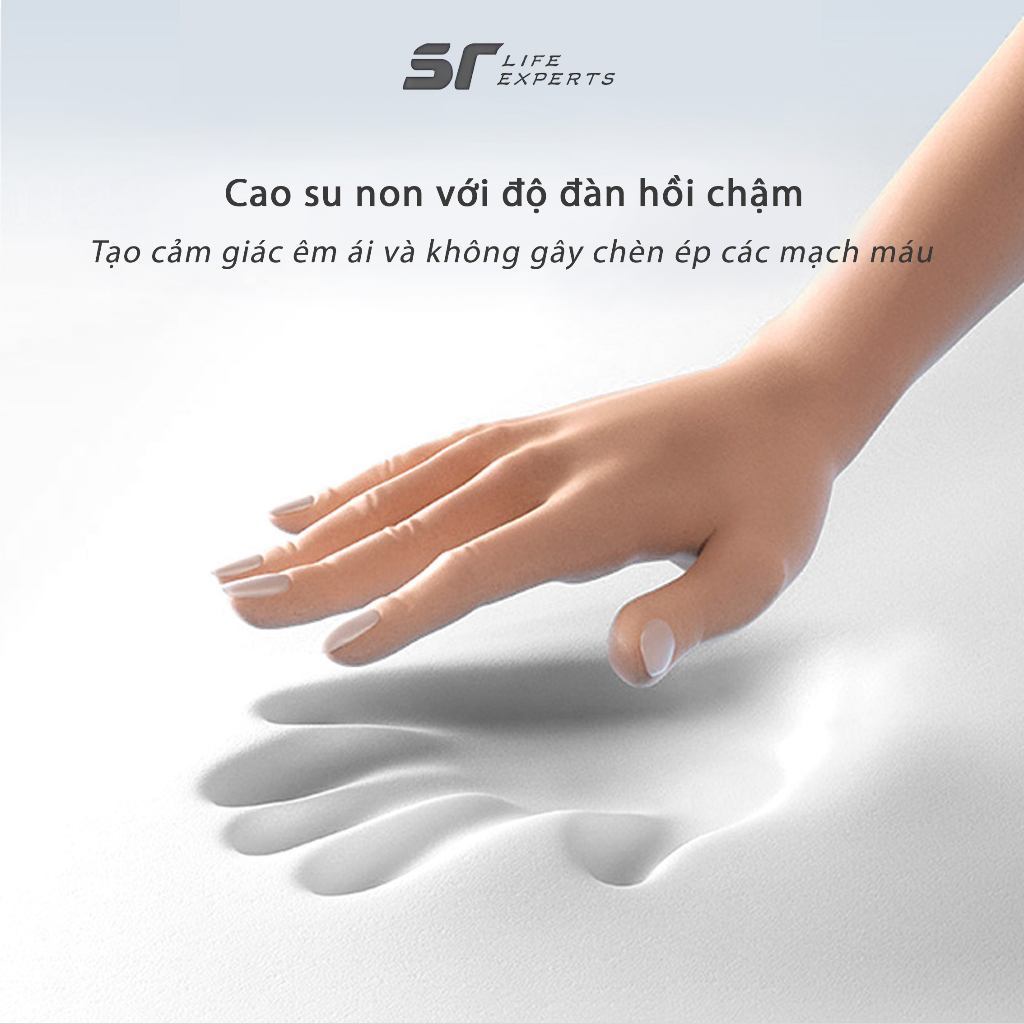 ST LIFE
EXPERTS
Cao su non với độ đàn hồi chậm
Tạo cảm giác êm ái và không gây chèn ép các mạch máu